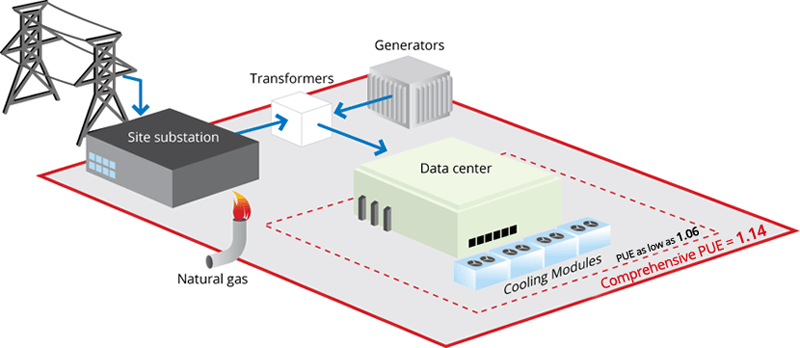 Generators
Transformers
Site substation
Data center
Natural gas
Cooling Modules
PUE as low as 1.06
Comprehensive PUE = 1.14